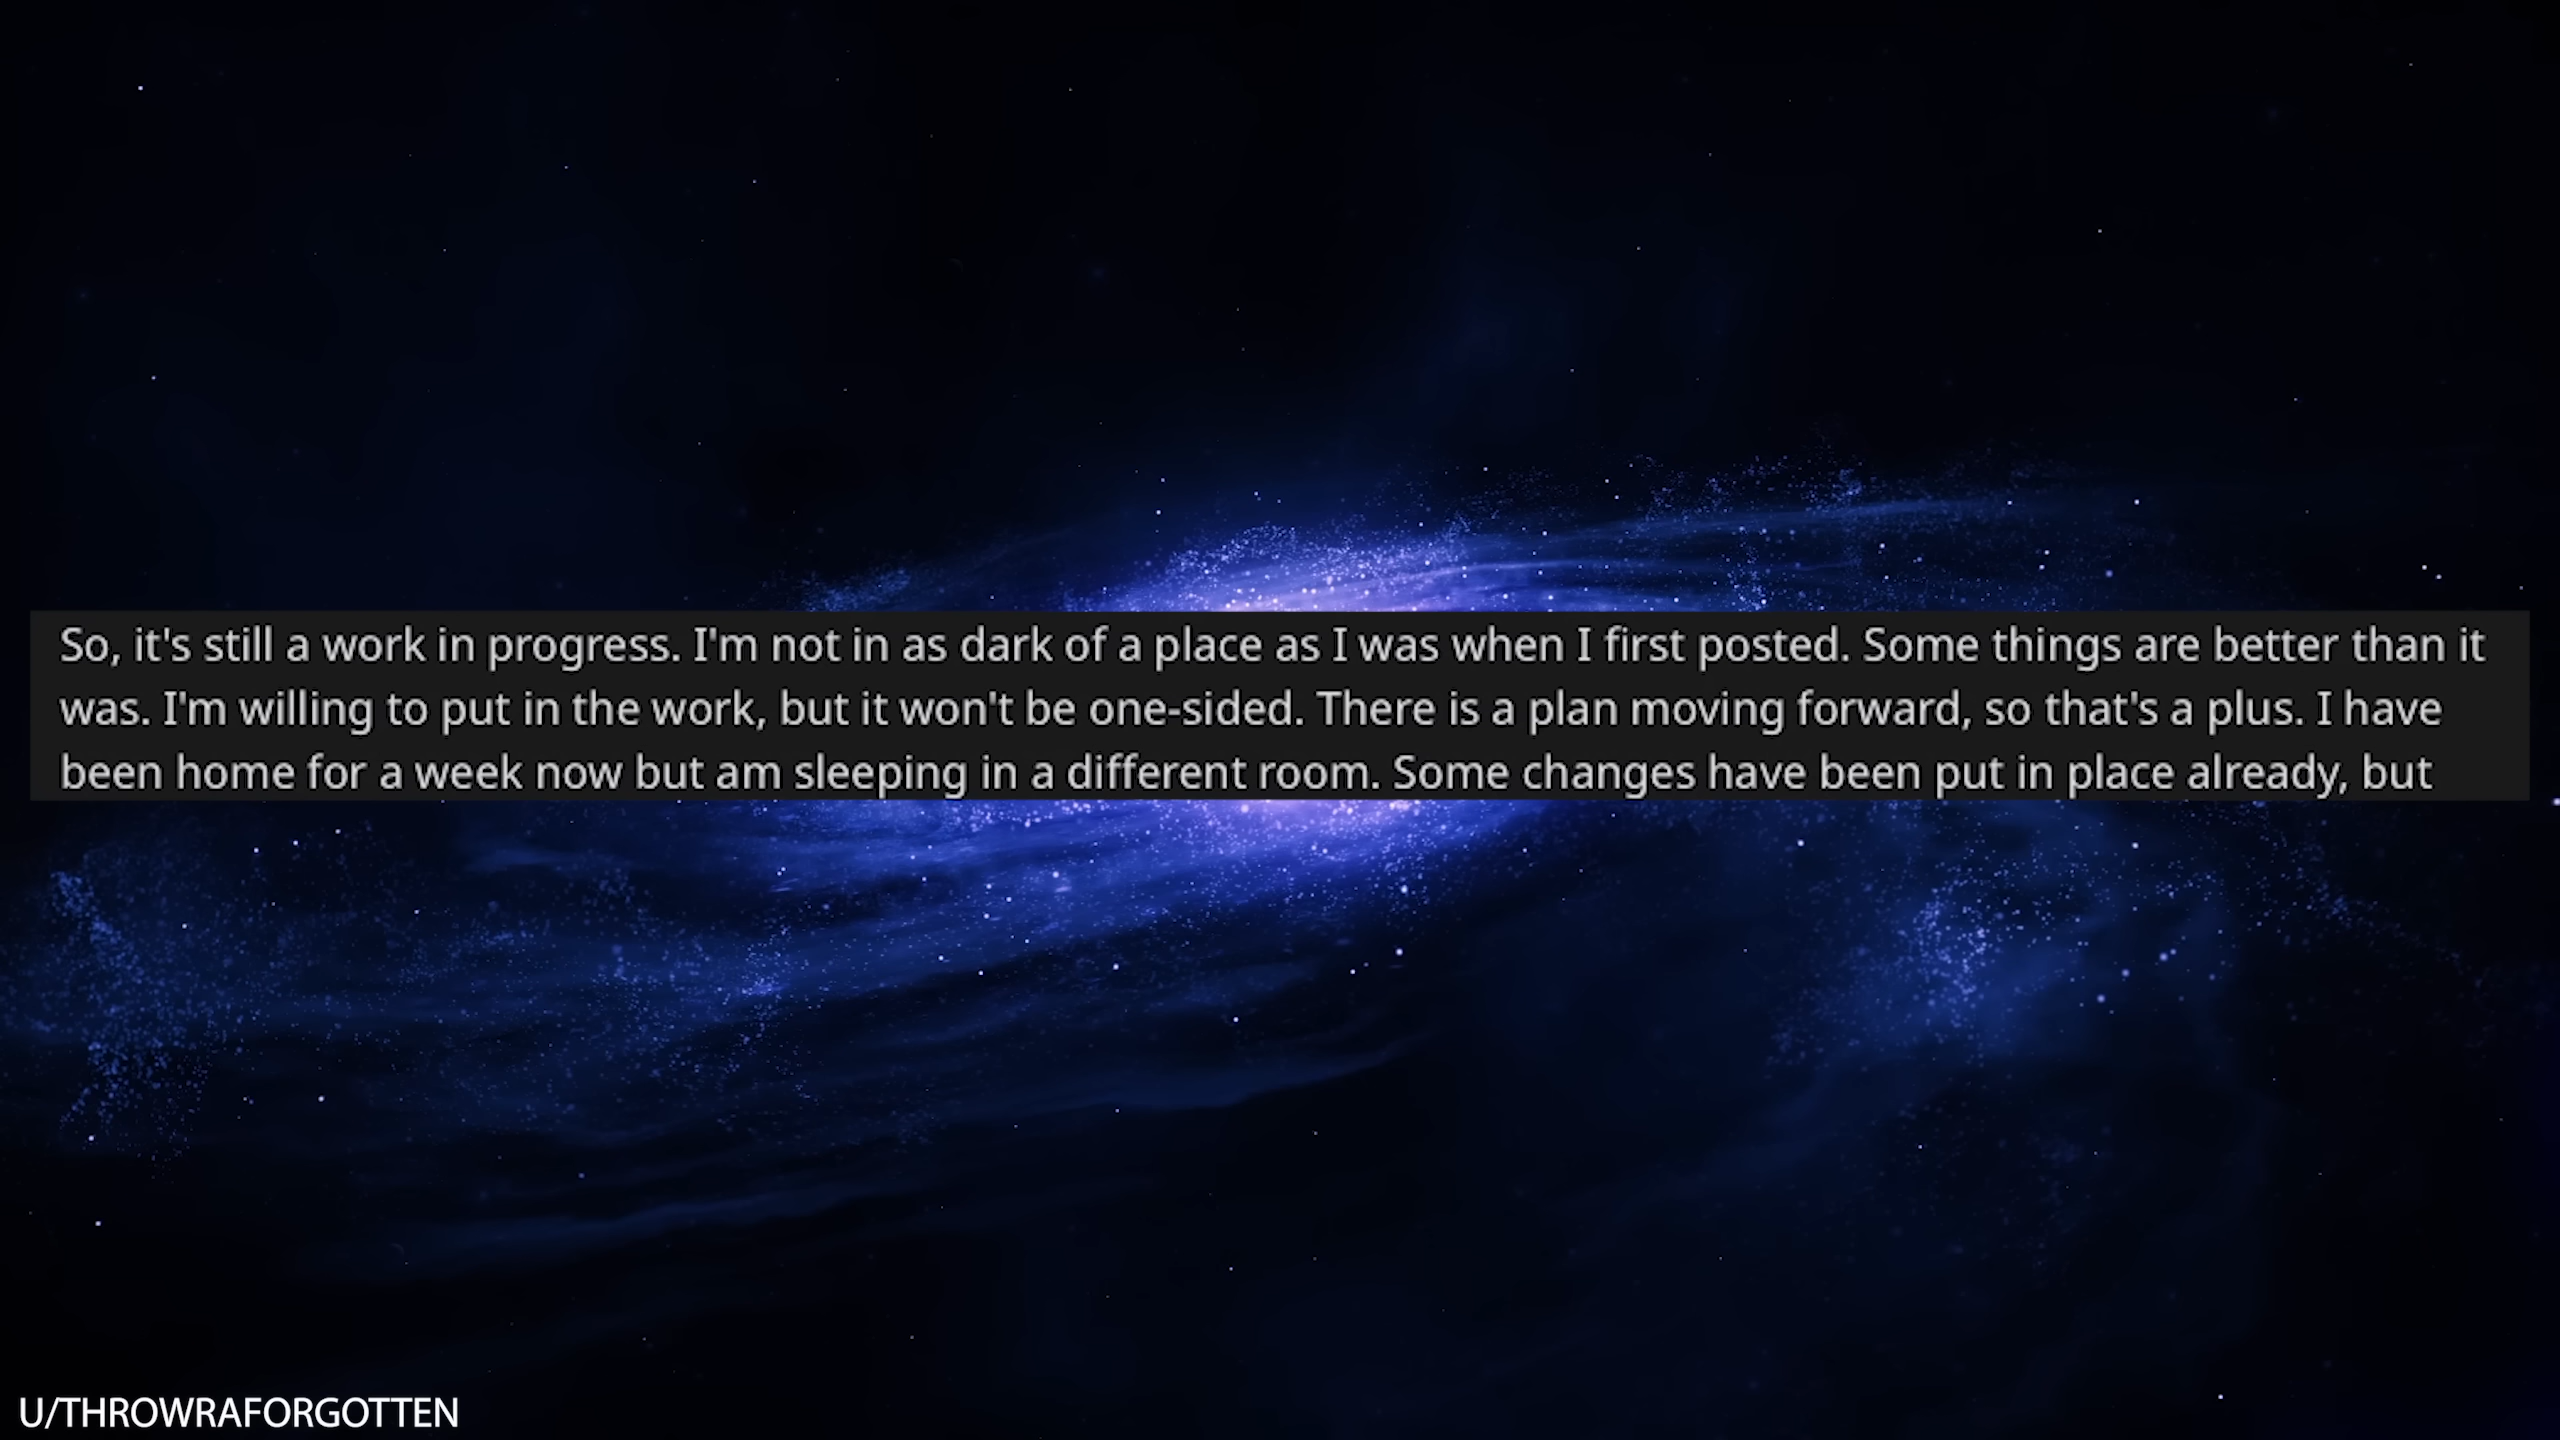 So, it's still a work in progress. I'm not in as dark of a place as I was when I first posted. Some things are better than it
was. I'm willing to put in the work, but it won't be one-sided. There is a plan moving forward, so that's a plus. I have
been home for a week now but am sleeping in a different room. Some changes have been put in place already, but
U/THROWRAFORGOTTEN